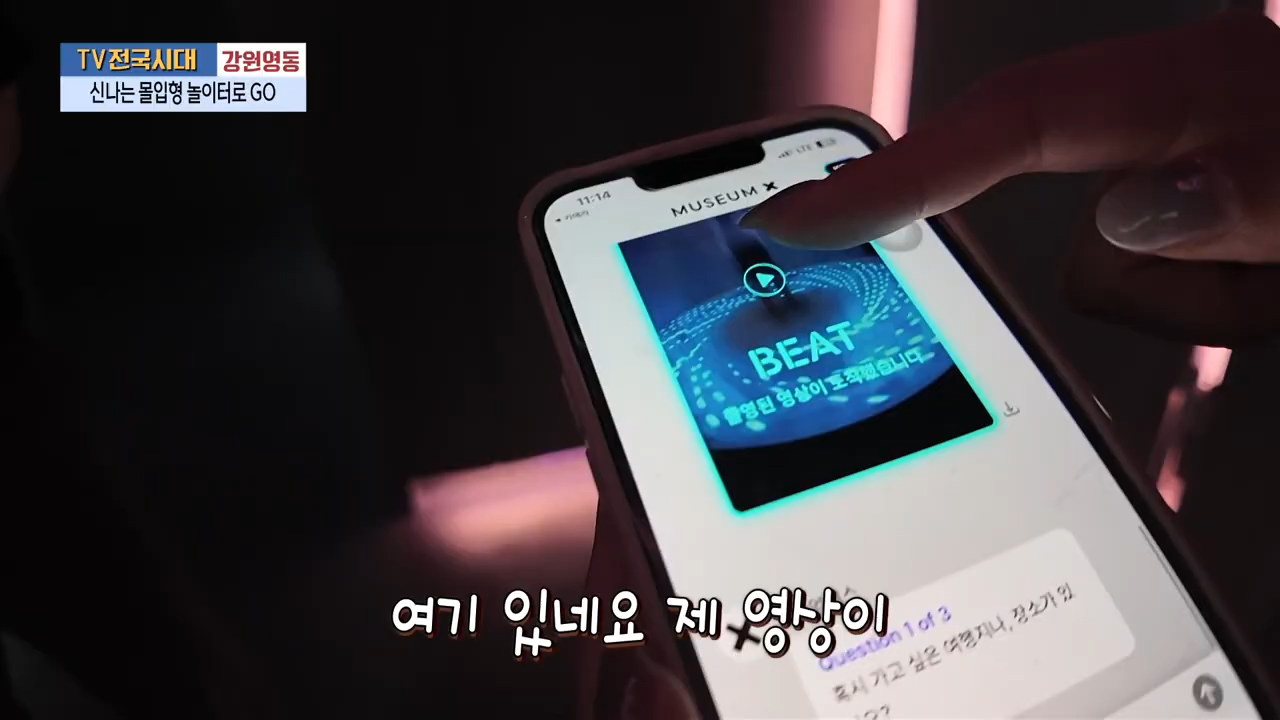 TV전국시대 강원영동
신나는 몰입형 놀이터로 GO
11:14
LTE
MUSEUM X
BEAT
촬영된 영상이 도착했습니다
Question 1 of 3
혹시 가고 싶은 여행지나, 장소가 있
여기 있네요 제 영상이